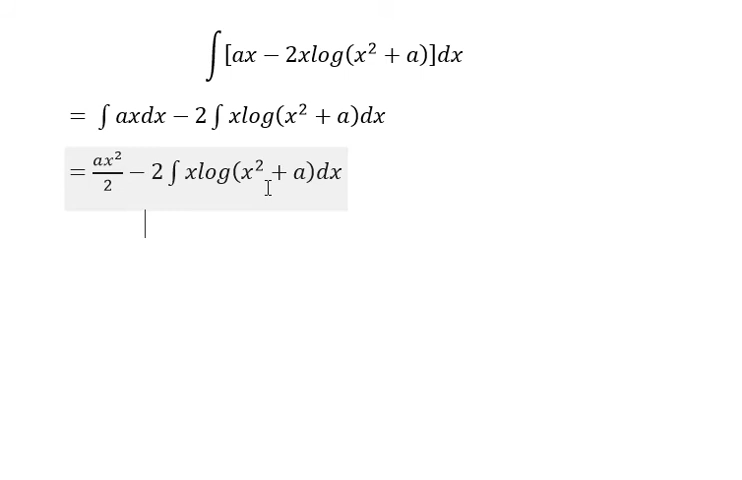 ∫[ax − 2xlog(x² + a)]dx
= ∫ axdx − 2 ∫ xlog(x² + a)dx
= ax²/2 − 2 ∫ xlog(x² + a)dx